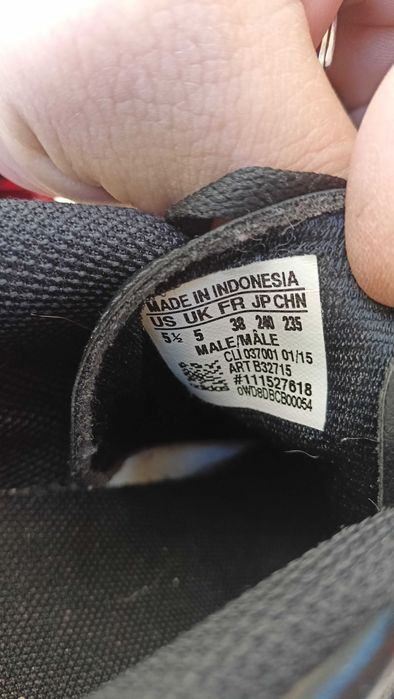 MADE IN INDONESIA
US UK FR JP CHN
5½ 5 38 240 235
MALE/MÂLE
CLI 037001 01/15
ART B32715
#111527618
0WD8DBCB00054